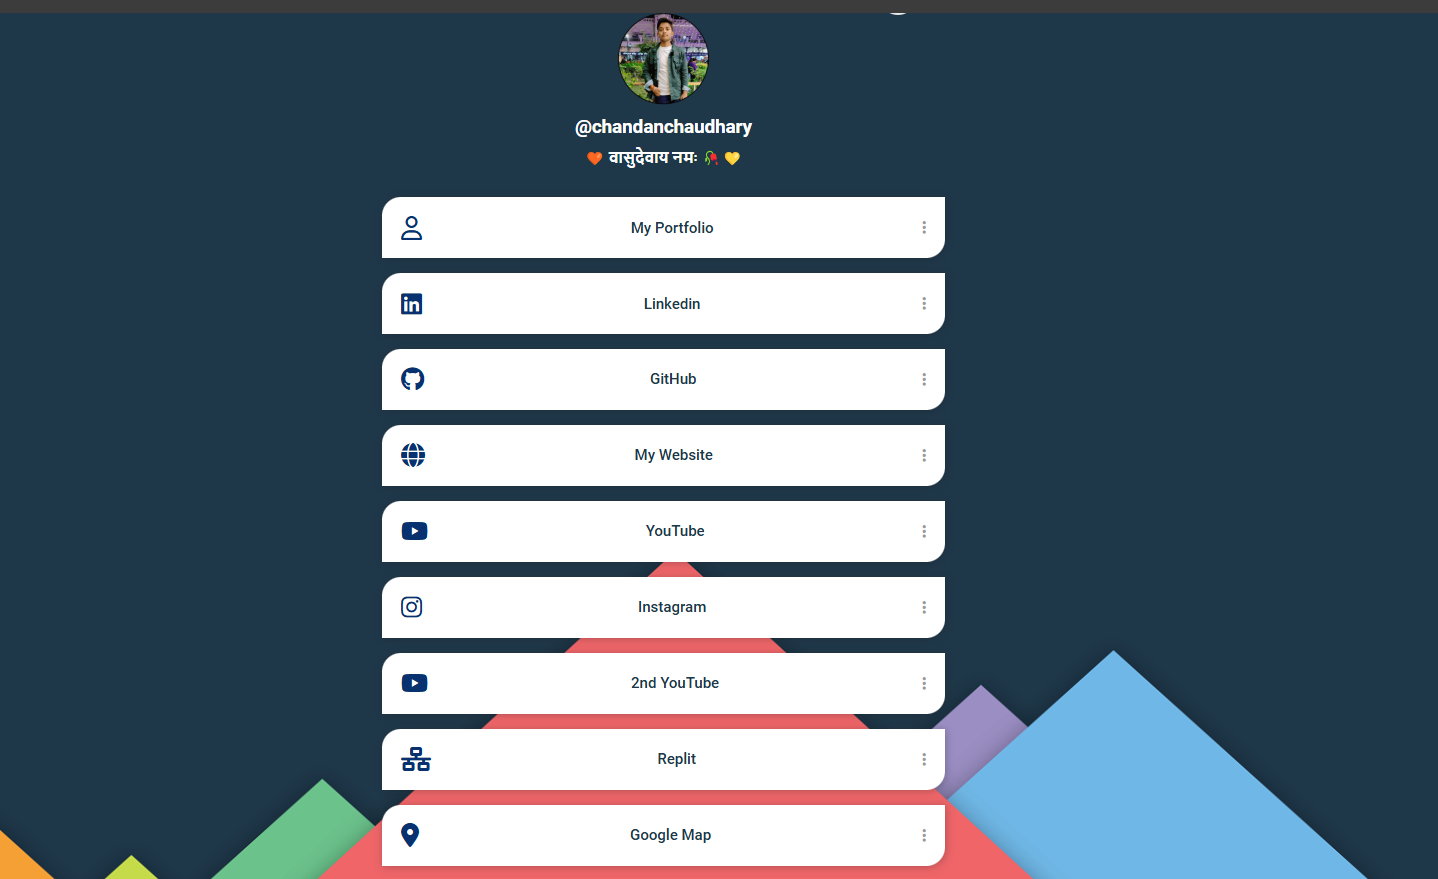 @chandanchaudhary
🧡 वासुदेवाय नमः 🥀 💛
My Portfolio
Linkedin
GitHub
My Website
YouTube
Instagram
2nd YouTube
Replit
Google Map